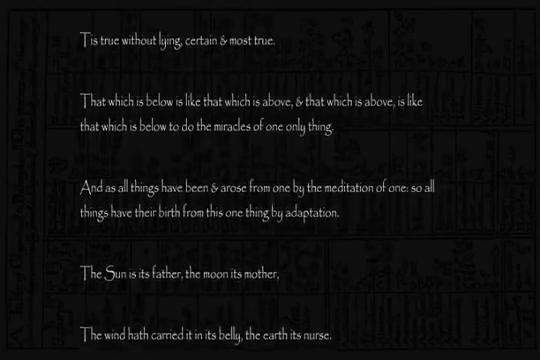 Tis true without lying, certain & most true.
That which is below is like that which is above, & that which is above, is like
that which is below to do the miracles of one only thing.
And as all things have been & arose from one by the meditation of one: so all
things have their birth from this one thing by adaptation.
The Sun is its father, the moon its mother,
The wind hath carried it in its belly, the earth its nurse.